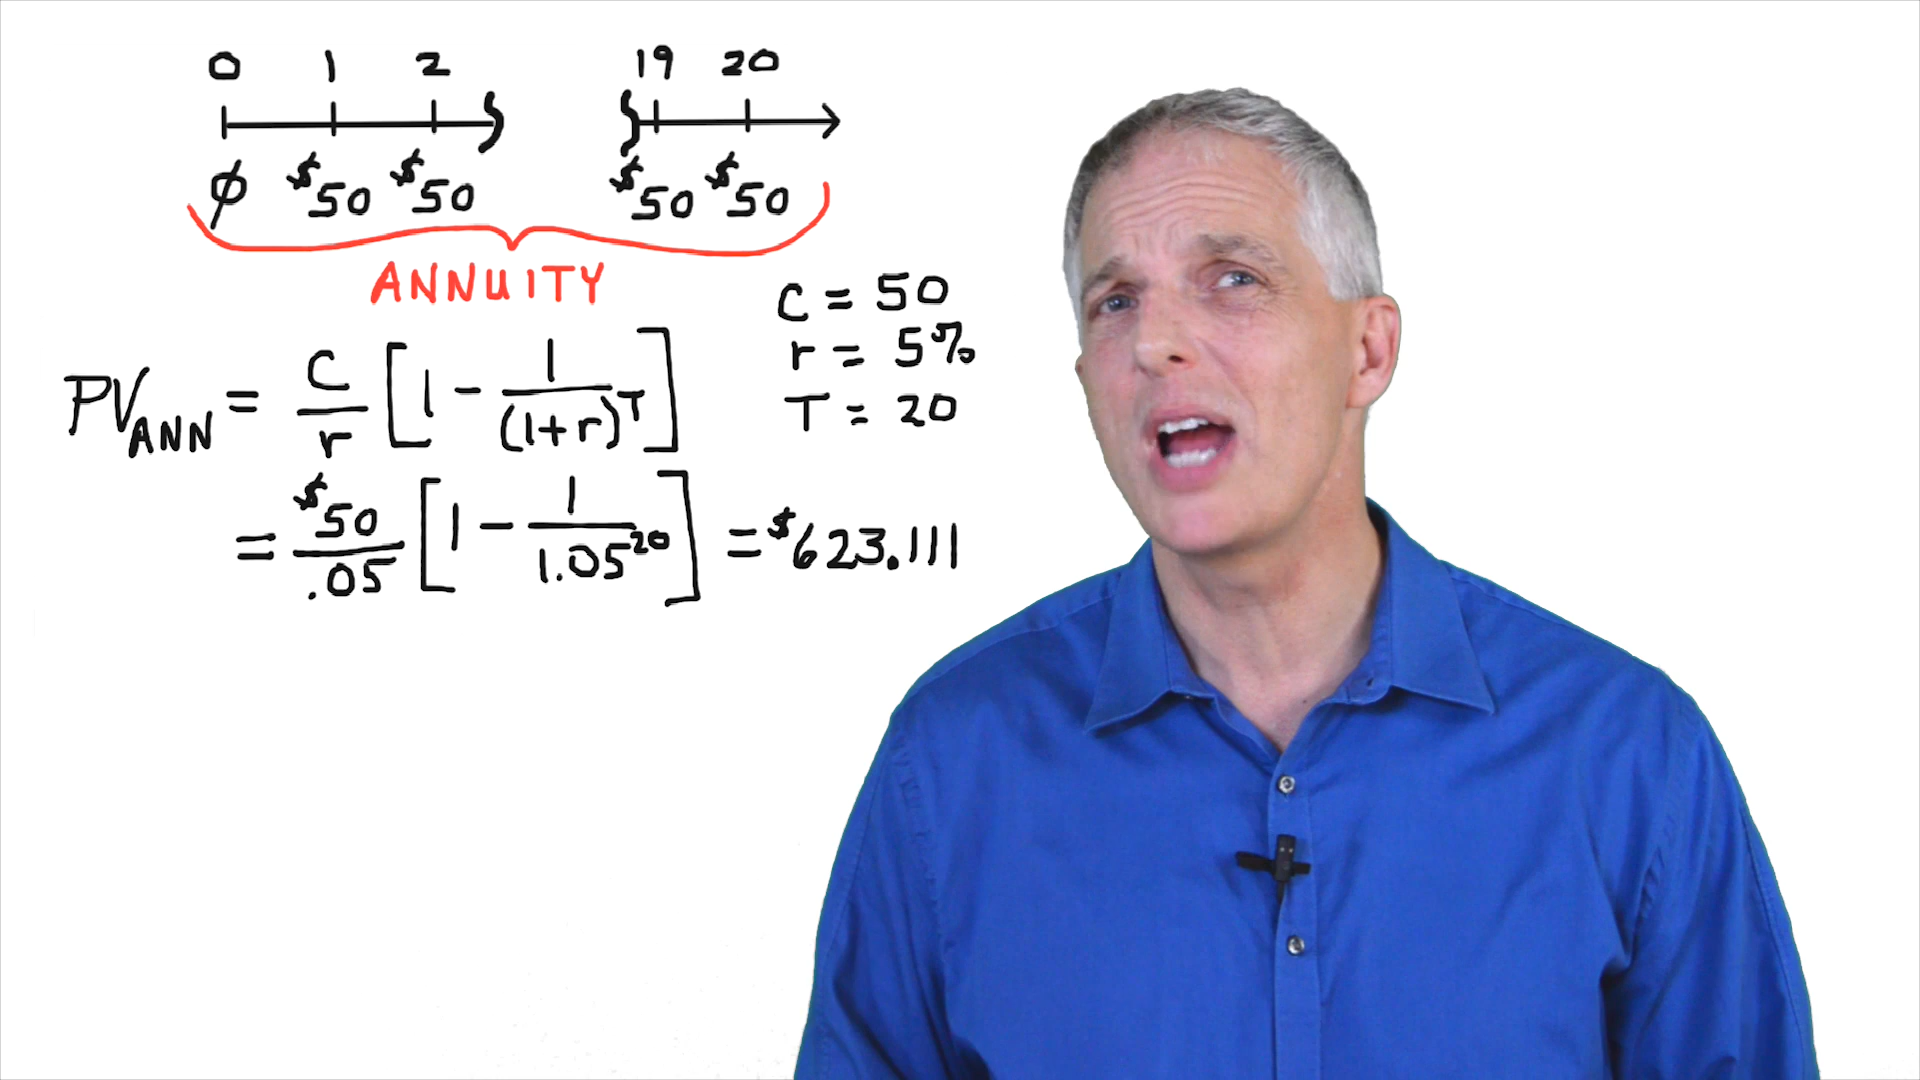 0 1 2 19 20
∅ $50 $50 $50 $50
ANNUITY
C = 50
r = 5%
T = 20
PV_ANN = C/r [1 - 1/(1+r)^T]
= $50/.05 [1 - 1/1.05^20] = $623.111